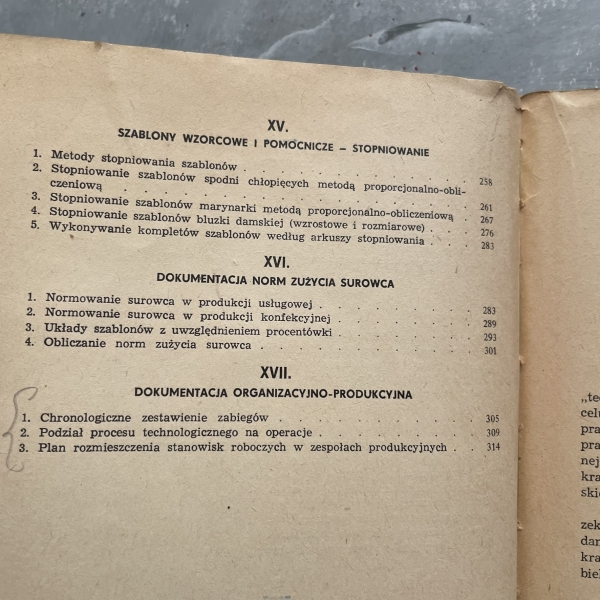 XV.
SZABLONY WZORCOWE I POMOCNICZE — STOPNIOWANIE
1. Metody stopniowania szablonów . . . . . . . . 258
2. Stopniowanie szablonów spodni chłopięcych metodą proporcjonalno-obli-
czeniową . . . . . . . . . . . . 261
3. Stopniowanie szablonów marynarki metodą proporcjonalno-obliczeniową . 267
4. Stopniowanie szablonów bluzki damskiej (wzrostowe i rozmiarowe) . . . 276
5. Wykonywanie kompletów szablonów według arkuszy stopniowania . . . 283
XVI.
DOKUMENTACJA NORM ZUŻYCIA SUROWCA
1. Normowanie surowca w produkcji usługowej . . . . . . . 283
2. Normowanie surowca w produkcji konfekcyjnej . . . . . . 289
3. Układy szablonów z uwzględnieniem procentówki . . . . . . 293
4. Obliczanie norm zużycia surowca . . . . . . . . . 301
XVII.
DOKUMENTACJA ORGANIZACYJNO-PRODUKCYJNA
1. Chronologiczne zestawienie zabiegów . . . . . . . . 305
2. Podział procesu technologicznego na operacje . . . . . . . 309
3. Plan rozmieszczenia stanowisk roboczych w zespołach produkcyjnych . . 314